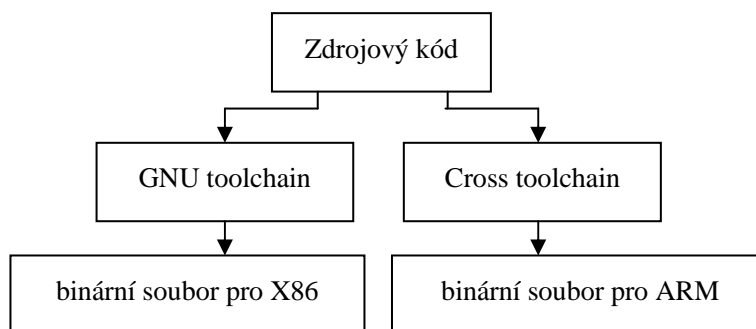 Zdrojový kód
GNU toolchain
Cross toolchain
binární soubor pro X86
binární soubor pro ARM